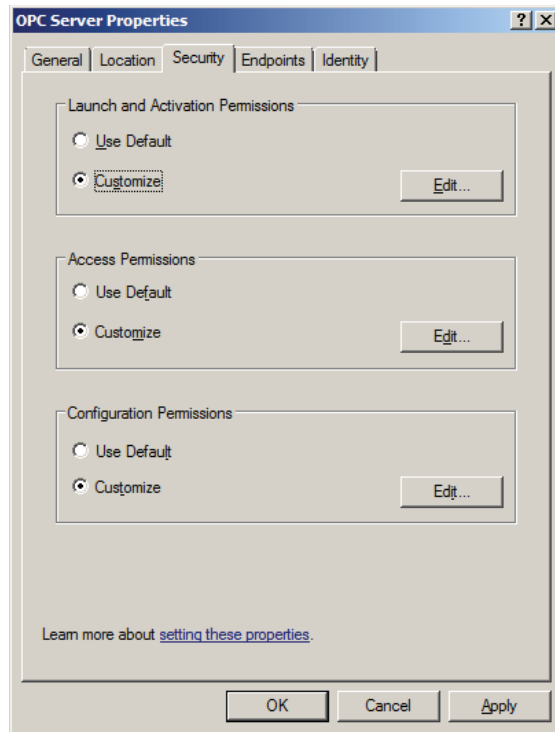 OPC Server Properties
General Location Security Endpoints Identity
Launch and Activation Permissions
Use Default
Customize
Edit...
Access Permissions
Use Default
Customize
Edit...
Configuration Permissions
Use Default
Customize
Edit...
Learn more about setting these properties.
OK Cancel Apply